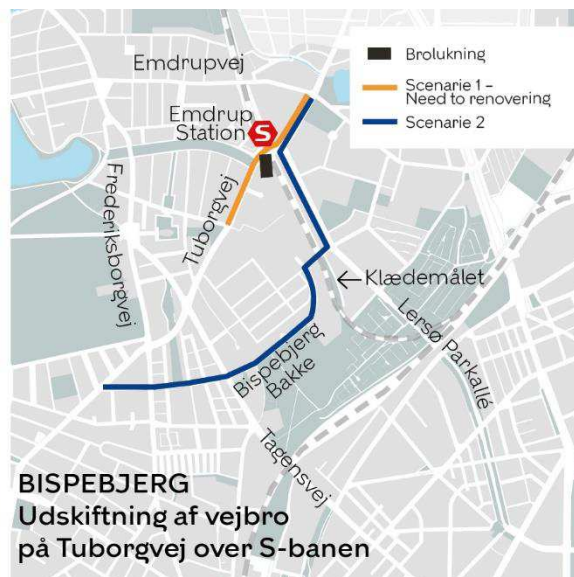 Emdrupvej
Brolukning
Scenarie 1 –
Need to renovering
Scenarie 2
Emdrup
Station
S
Tuborgvej
Frederiksborgvej
← Klædemålet
Lersø Parkallé
Bispebjerg
Bakke
Tagensvej
BISPEBJERG
Udskiftning af vejbro
på Tuborgvej over S-banen